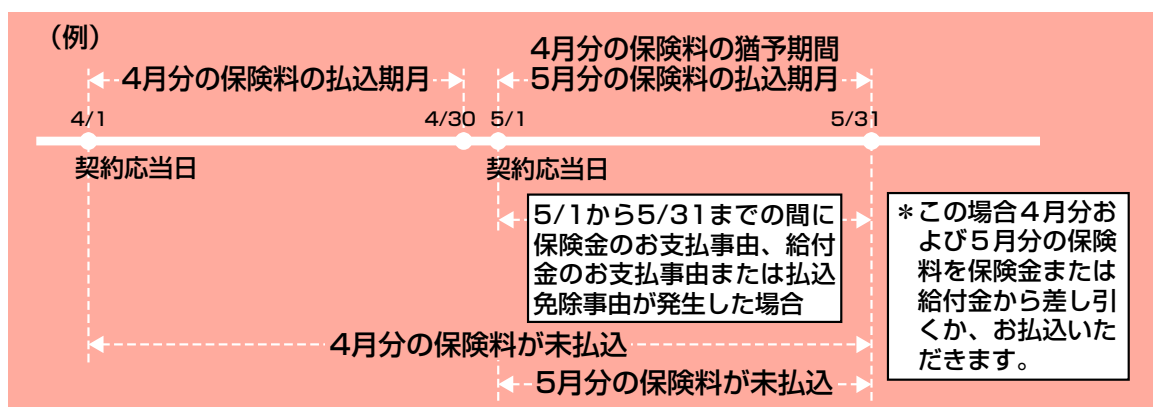 （例）
4月分の保険料の猶予期間
4月分の保険料の払込期月
5月分の保険料の払込期月
4/1
4/30
5/1
5/31
契約応当日
契約応当日
5/1から5/31までの間に
保険金のお支払事由、給付
金のお支払事由または払込
免除事由が発生した場合
＊この場合４月分お
よび５月分の保険
料を保険金または
給付金から差し引
くか、お払込いた
だきます。
4月分の保険料が未払込
5月分の保険料が未払込